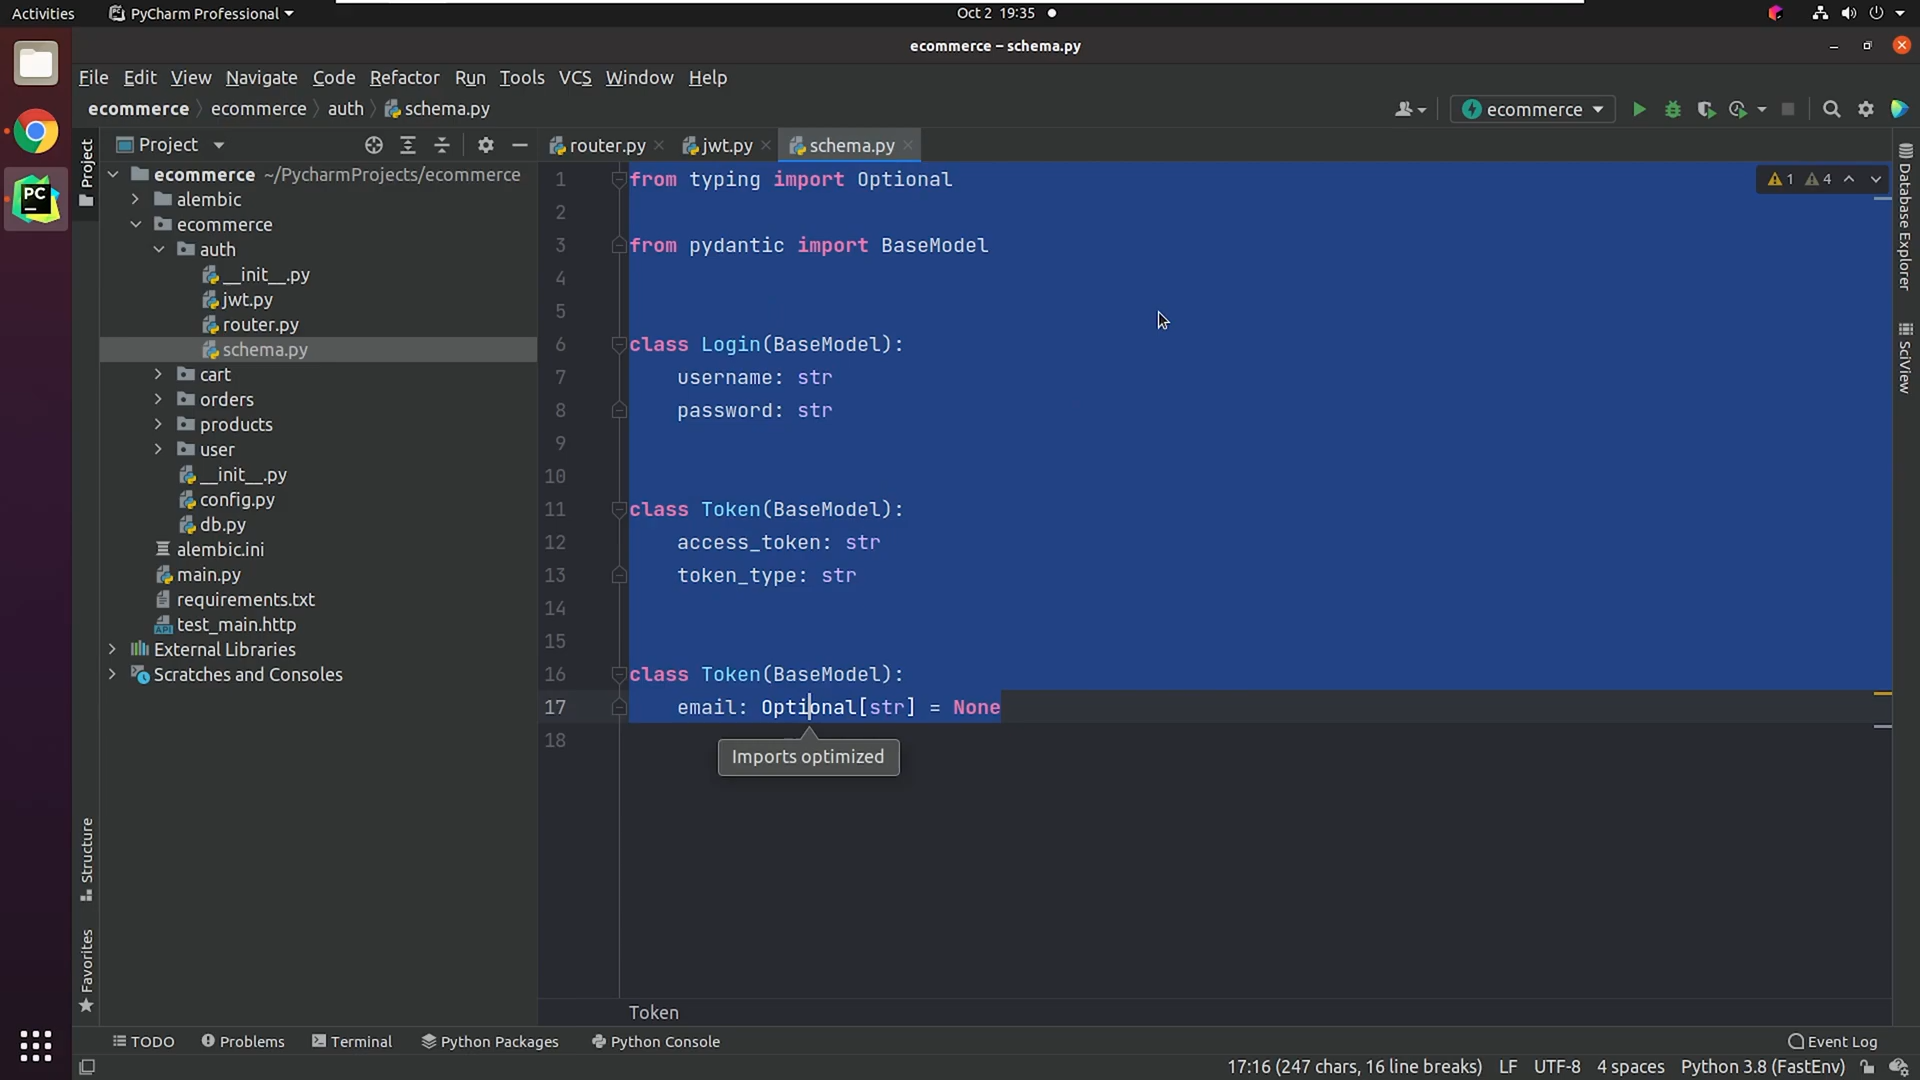 Activities PyCharm Professional Oct 2 19:35
ecommerce – schema.py
File Edit View Navigate Code Refactor Run Tools VCS Window Help
ecommerce ecommerce auth schema.py ecommerce
Project
router.py jwt.py schema.py
ecommerce ~/PycharmProjects/ecommerce
alembic
ecommerce
auth
__init__.py
jwt.py
router.py
schema.py
cart
orders
products
user
__init__.py
config.py
db.py
alembic.ini
main.py
requirements.txt
test_main.http
External Libraries
Scratches and Consoles
1 from typing import Optional
2
3 from pydantic import BaseModel
4
5
6 class Login(BaseModel):
7 username: str
8 password: str
9
10
11 class Token(BaseModel):
12 access_token: str
13 token_type: str
14
15
16 class Token(BaseModel):
17 email: Optional[str] = None
18
Imports optimized
1 4
Token
Project
Structure
Favorites
Database Explorer
SciView
PC
API
TODO Problems Terminal Python Packages Python Console Event Log
17:16 (247 chars, 16 line breaks) LF UTF-8 4 spaces Python 3.8 (FastEnv)